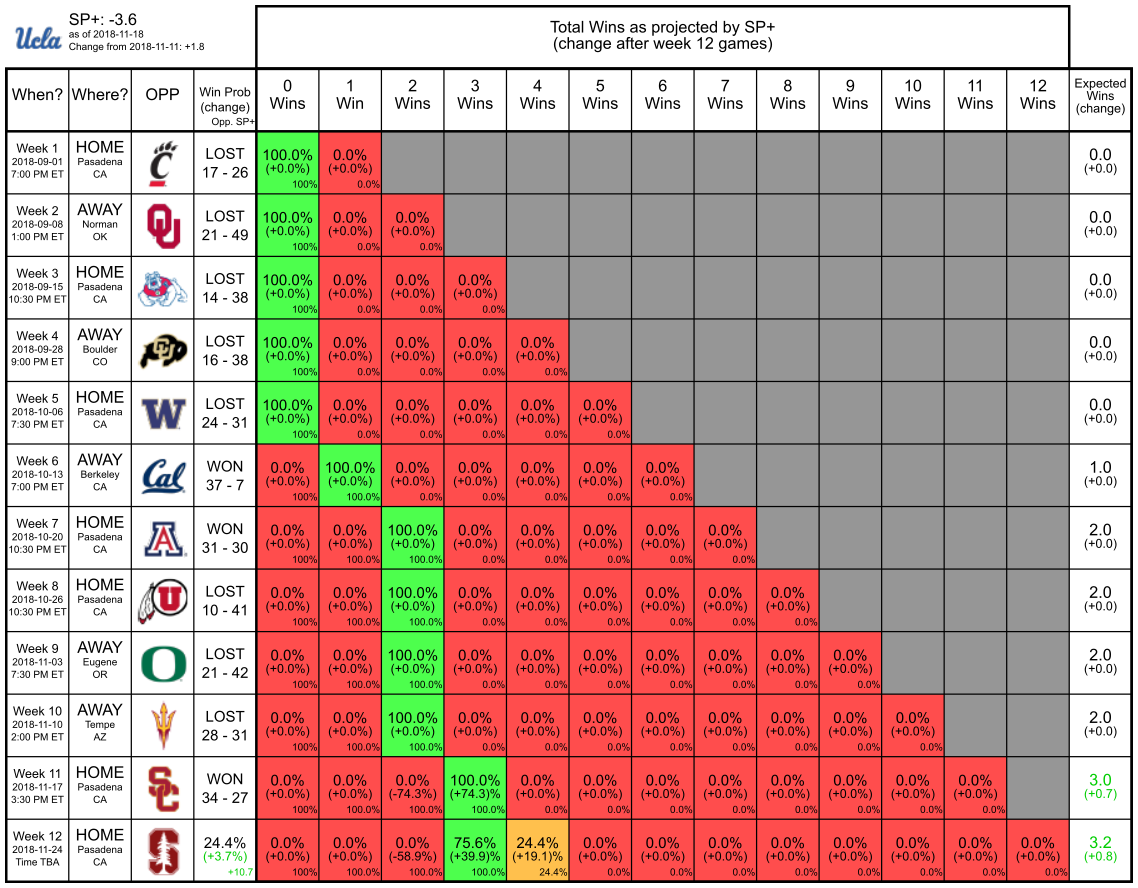 Ucla
SP+: -3.6
as of 2018-11-18
Change from 2018-11-11: +1.8
Total Wins as projected by SP+
(change after week 12 games)
When? Where? OPP Win Prob (change) Opp. SP+ 0 Wins 1 Win 2 Wins 3 Wins 4 Wins 5 Wins 6 Wins 7 Wins 8 Wins 9 Wins 10 Wins 11 Wins 12 Wins Expected Wins (change)
Week 1 HOME LOST 100.0% 0.0% 0.0
2018-09-01 Pasadena C (+0.0%) (+0.0%) (+0.0)
7:00 PM ET CA 17 - 26 100% 0.0%
Week 2 AWAY LOST 100.0% 0.0% 0.0% 0.0
2018-09-08 Norman OU (+0.0%) (+0.0%) (+0.0%) (+0.0)
1:00 PM ET OK 21 - 49 100% 0.0% 0.0%
Week 3 HOME LOST 100.0% 0.0% 0.0% 0.0% 0.0
2018-09-15 Pasadena (+0.0%) (+0.0%) (+0.0%) (+0.0%) (+0.0)
10:30 PM ET CA 14 - 38 100% 0.0% 0.0% 0.0%
Week 4 AWAY LOST 100.0% 0.0% 0.0% 0.0% 0.0% 0.0
2018-09-28 Boulder CU (+0.0%) (+0.0%) (+0.0%) (+0.0%) (+0.0%) (+0.0)
9:00 PM ET CO 16 - 38 100% 0.0% 0.0% 0.0% 0.0%
Week 5 HOME LOST 100.0% 0.0% 0.0% 0.0% 0.0% 0.0% 0.0
2018-10-06 Pasadena W (+0.0%) (+0.0%) (+0.0%) (+0.0%) (+0.0%) (+0.0%) (+0.0)
7:30 PM ET CA 24 - 31 100% 0.0% 0.0% 0.0% 0.0% 0.0%
Week 6 AWAY WON 0.0% 100.0% 0.0% 0.0% 0.0% 0.0% 0.0% 1.0
2018-10-13 Berkeley Cal (+0.0%) (+0.0%) (+0.0%) (+0.0%) (+0.0%) (+0.0%) (+0.0%) (+0.0)
7:00 PM ET CA 37 - 7 100% 100.0% 0.0% 0.0% 0.0% 0.0% 0.0%
Week 7 HOME WON 0.0% 0.0% 100.0% 0.0% 0.0% 0.0% 0.0% 0.0% 2.0
2018-10-20 Pasadena A (+0.0%) (+0.0%) (+0.0%) (+0.0%) (+0.0%) (+0.0%) (+0.0%) (+0.0%) (+0.0)
10:30 PM ET CA 31 - 30 100% 100.0% 100.0% 0.0% 0.0% 0.0% 0.0% 0.0%
Week 8 HOME LOST 0.0% 0.0% 100.0% 0.0% 0.0% 0.0% 0.0% 0.0% 0.0% 2.0
2018-10-26 Pasadena U (+0.0%) (+0.0%) (+0.0%) (+0.0%) (+0.0%) (+0.0%) (+0.0%) (+0.0%) (+0.0%) (+0.0)
10:30 PM ET CA 10 - 41 100% 100.0% 100.0% 0.0% 0.0% 0.0% 0.0% 0.0% 0.0%
Week 9 AWAY LOST 0.0% 0.0% 100.0% 0.0% 0.0% 0.0% 0.0% 0.0% 0.0% 0.0% 2.0
2018-11-03 Eugene O (+0.0%) (+0.0%) (+0.0%) (+0.0%) (+0.0%) (+0.0%) (+0.0%) (+0.0%) (+0.0%) (+0.0%) (+0.0)
7:30 PM ET OR 21 - 42 100% 100.0% 100.0% 0.0% 0.0% 0.0% 0.0% 0.0% 0.0% 0.0%
Week 10 AWAY LOST 0.0% 0.0% 100.0% 0.0% 0.0% 0.0% 0.0% 0.0% 0.0% 0.0% 0.0% 2.0
2018-11-10 Tempe (+0.0%) (+0.0%) (+0.0%) (+0.0%) (+0.0%) (+0.0%) (+0.0%) (+0.0%) (+0.0%) (+0.0%) (+0.0%) (+0.0)
2:00 PM ET AZ 28 - 31 100% 100.0% 100.0% 0.0% 0.0% 0.0% 0.0% 0.0% 0.0% 0.0% 0.0%
Week 11 HOME WON 0.0% 0.0% 0.0% 100.0% 0.0% 0.0% 0.0% 0.0% 0.0% 0.0% 0.0% 0.0% 3.0
2018-11-17 Pasadena SC (+0.0%) (+0.0%) (-74.3%) (+74.3)% (+0.0%) (+0.0%) (+0.0%) (+0.0%) (+0.0%) (+0.0%) (+0.0%) (+0.0%) (+0.7)
3:30 PM ET CA 34 - 27 100% 100.0% 100.0% 100.0% 0.0% 0.0% 0.0% 0.0% 0.0% 0.0% 0.0% 0.0%
Week 12 HOME 24.4% 0.0% 0.0% 0.0% 75.6% 24.4% 0.0% 0.0% 0.0% 0.0% 0.0% 0.0% 0.0% 0.0% 3.2
2018-11-24 Pasadena S (+3.7%) (+0.0%) (+0.0%) (-58.9%) (+39.9)% (+19.1)% (+0.0%) (+0.0%) (+0.0%) (+0.0%) (+0.0%) (+0.0%) (+0.0%) (+0.0%) (+0.8)
Time TBA CA +10.7 100% 100.0% 100.0% 100.0% 24.4% 0.0% 0.0% 0.0% 0.0% 0.0% 0.0% 0.0% 0.0%